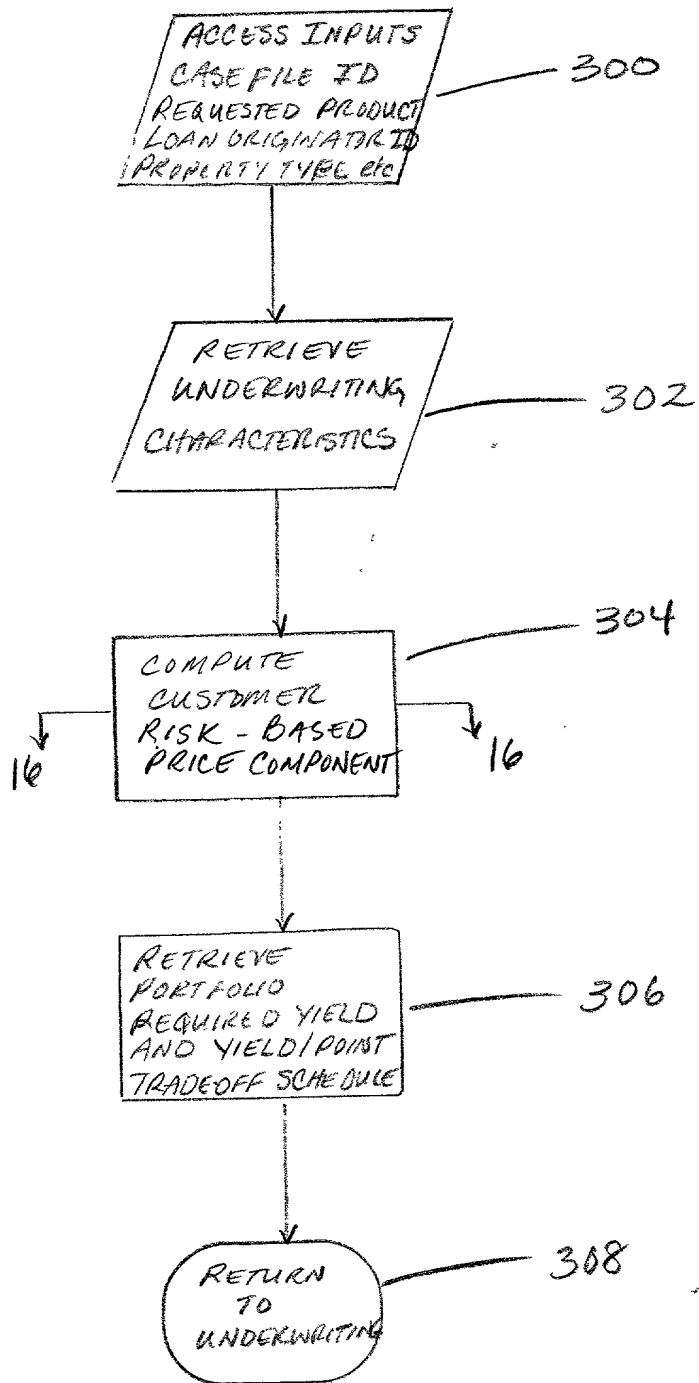 ACCESS INPUTS
CASEFILE ID
REQUESTED PRODUCT
LOAN ORIGINATOR ID
PROPERTY TYPE etc
300
RETRIEVE
UNDERWRITING
CHARACTERISTICS
302
COMPUTE
CUSTOMER
RISK-BASED
PRICE COMPONENT
304
16
16
RETRIEVE
PORTFOLIO
REQUIRED YIELD
AND YIELD/POINT
TRADEOFF SCHEDULE
306
RETURN
TO
UNDERWRITING
308